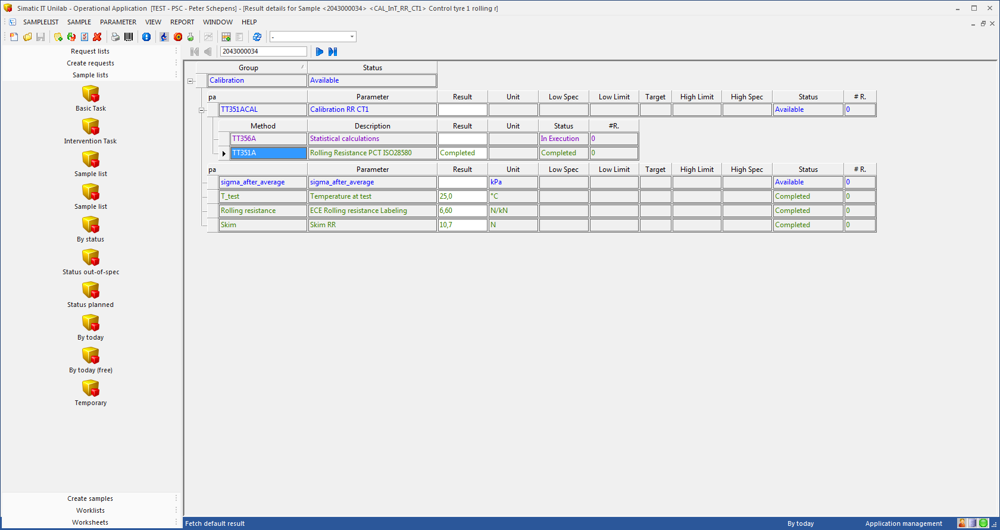 Simatic IT Unilab - Operational Application [TEST - PSC - Peter Schepens] - [Result details for Sample <2043000034> <CAL_InT_RR_CT1> Control tyre 1 rolling r]
SAMPLELIST SAMPLE PARAMETER VIEW REPORT WINDOW HELP
-
Request lists
Create requests
Sample lists
Basic Task
Intervention Task
Sample list
Sample list
By status
Status out-of-spec
Status planned
By today
By today (free)
Temporary
Create samples
Worklists
Worksheets
2043000034
Group Status
Calibration Available
pa Parameter Result Unit Low Spec Low Limit Target High Limit High Spec Status # R.
TT351ACAL Calibration RR CT1 Available 0
Method Description Result Unit Status #R.
TT356A Statistical calculations In Execution 0
TT351A Rolling Resistance PCT ISO28580 Completed Completed 0
pa Parameter Result Unit Low Spec Low Limit Target High Limit High Spec Status # R.
sigma_after_average sigma_after_average kPa Available 0
T_test Temperature at test 25,0 °C Completed 0
Rolling resistance ECE Rolling resistance Labeling 6,60 N/kN Completed 0
Skim Skim RR 10,7 N Completed 0
Fetch default result By today Application management